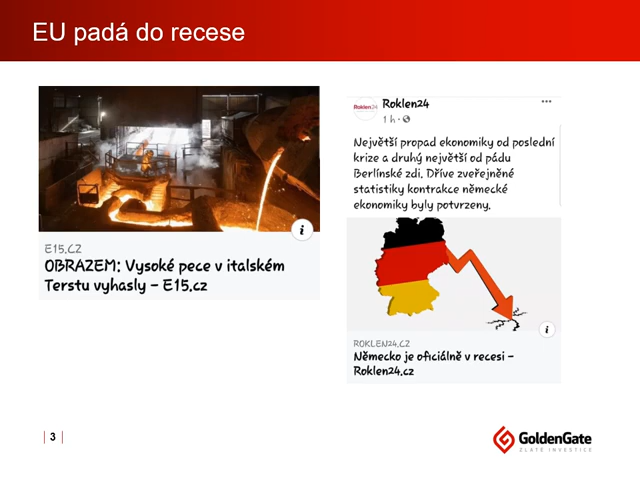 EU padá do recese
E15.CZ
OBRAZEM: Vysoké pece v italském
Terstu vyhasly – E15.cz
Roklen24
Roklen24
1 h ·
Největší propad ekonomiky od poslední
krize a druhý největší od pádu
Berlínské zdi. Dříve zveřejněné
statistiky kontrakce německé
ekonomiky byly potvrzeny.
ROKLEN24.CZ
Německo je oficiálně v recesi –
Roklen24.cz
3
GoldenGate
ZLATÉ INVESTICE